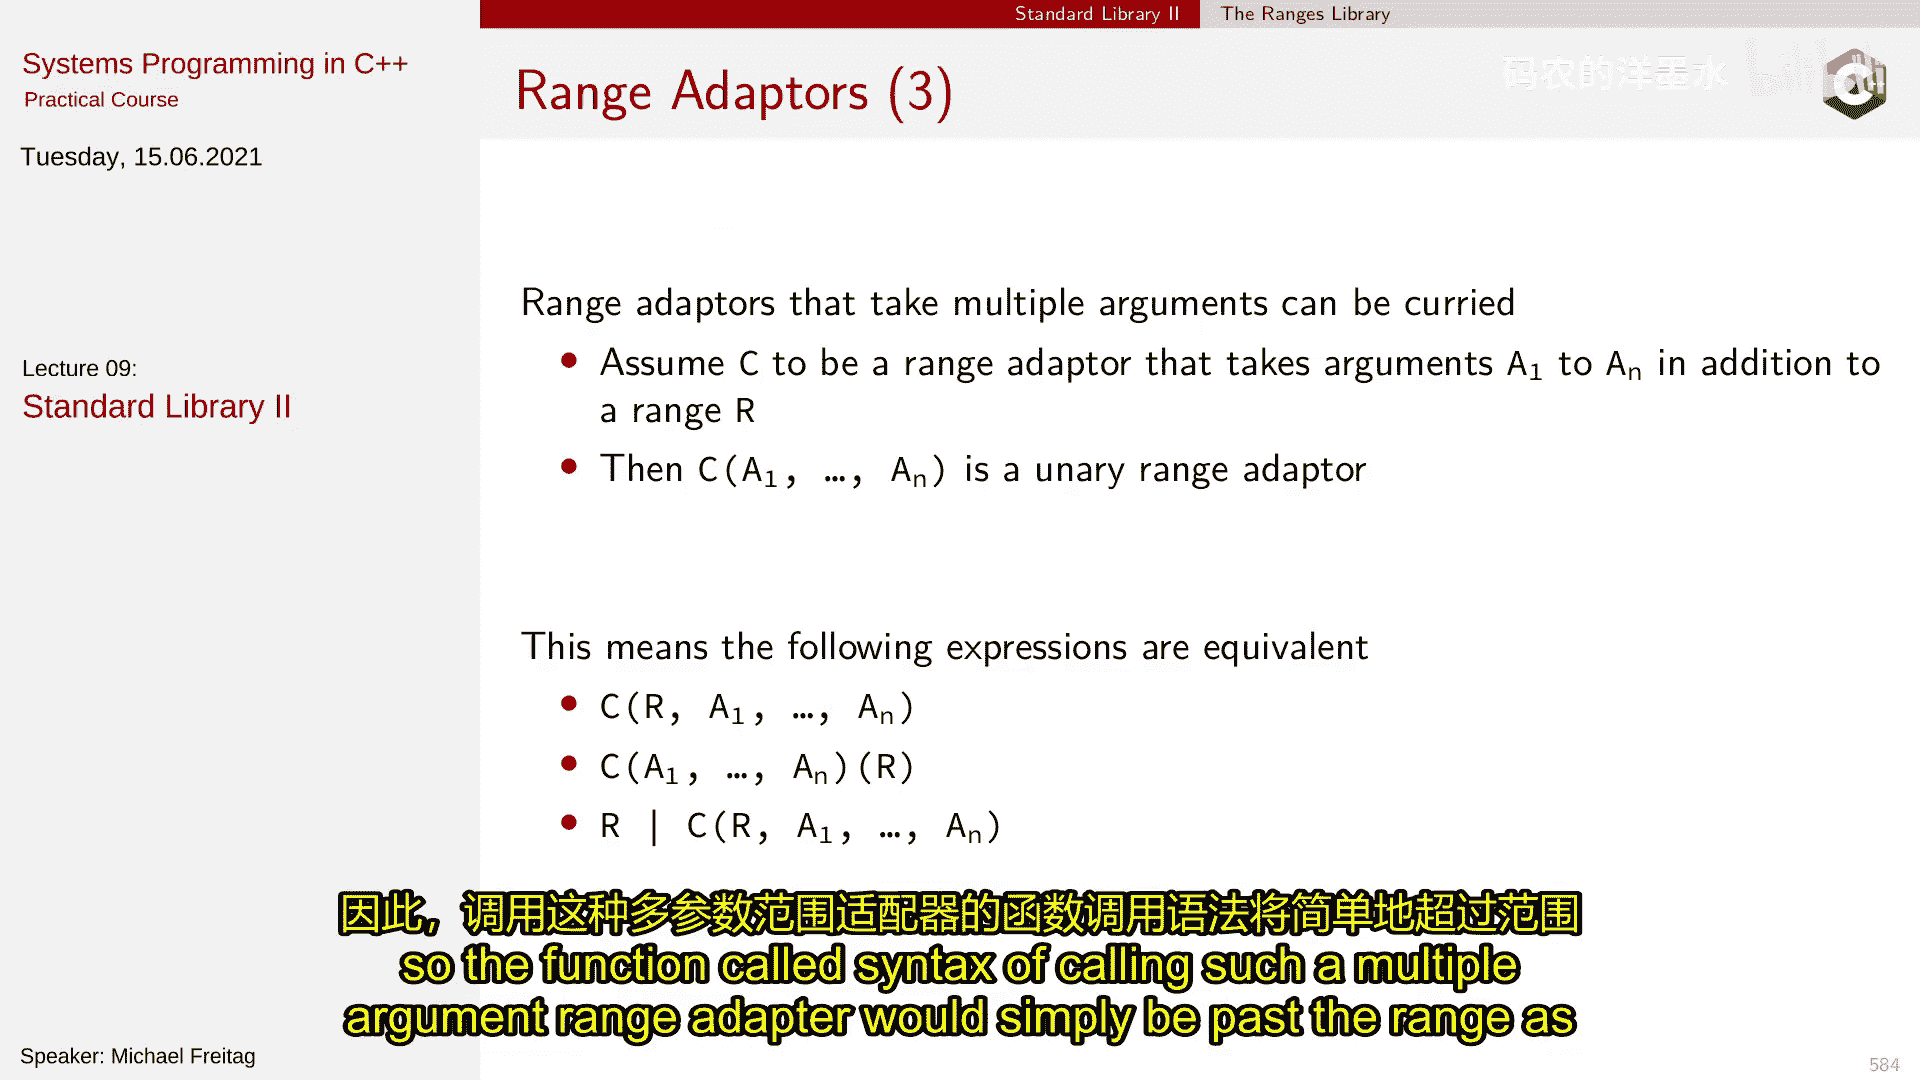 Standard Library II
The Ranges Library
Systems Programming in C++
Practical Course
Tuesday, 15.06.2021
Range Adaptors (3)
码农的洋墨水
Lecture 09:
Standard Library II
Range adaptors that take multiple arguments can be curried
• Assume C to be a range adaptor that takes arguments A₁ to Aₙ in addition to
a range R
• Then C(A₁, …, Aₙ) is a unary range adaptor
This means the following expressions are equivalent
• C(R, A₁, …, Aₙ)
• C(A₁, …, Aₙ)(R)
• R | C(R, A₁, …, Aₙ)
因此，调用这种多参数范围适配器的函数调用语法将简单地超过范围
so the function called syntax of calling such a multiple
argument range adapter would simply be past the range as
Speaker: Michael Freitag
584